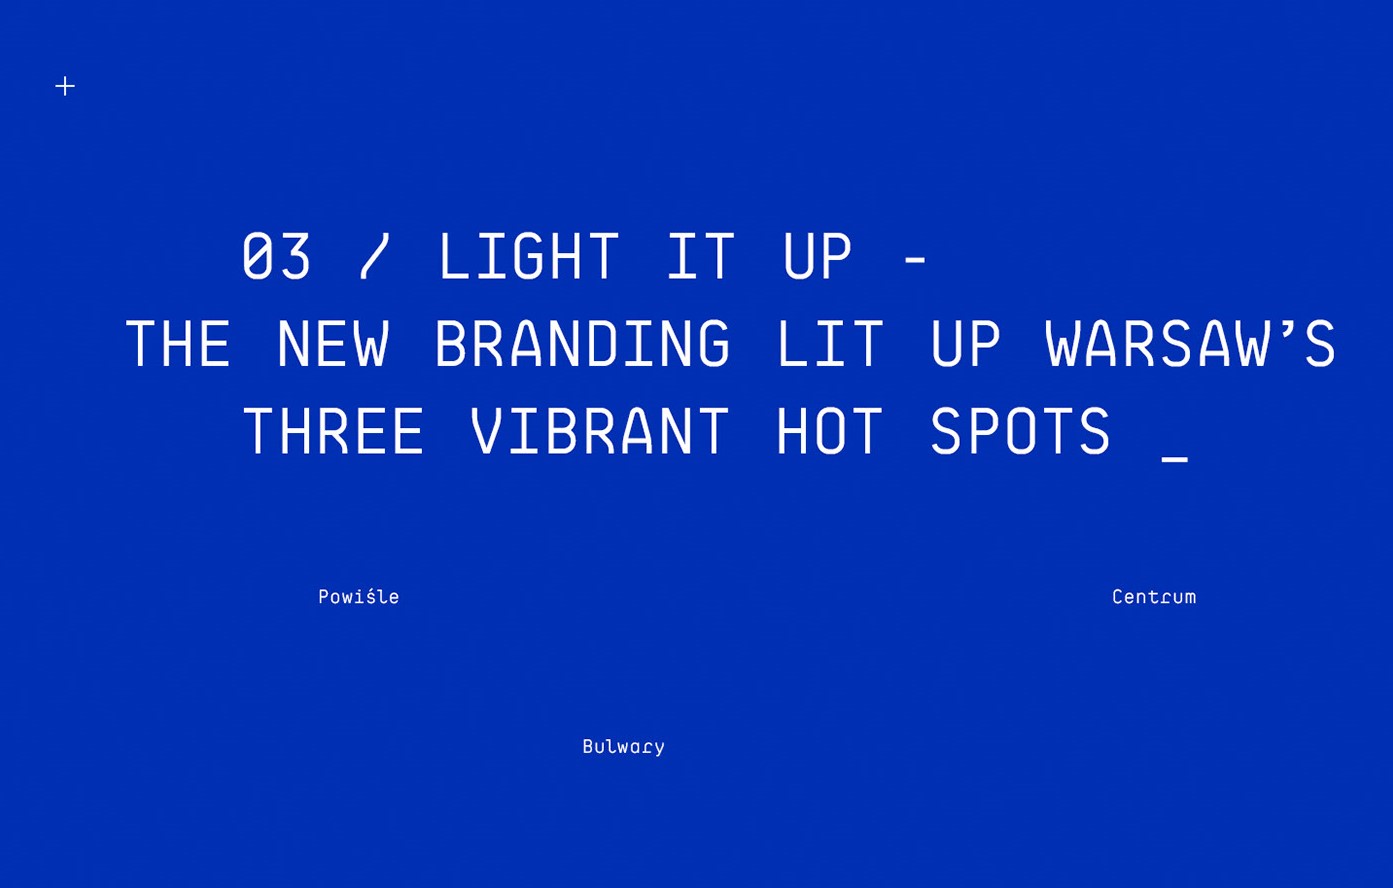 03 / LIGHT IT UP -
THE NEW BRANDING LIT UP WARSAW’S
THREE VIBRANT HOT SPOTS _
Powiśle
Centrum
Bulwary